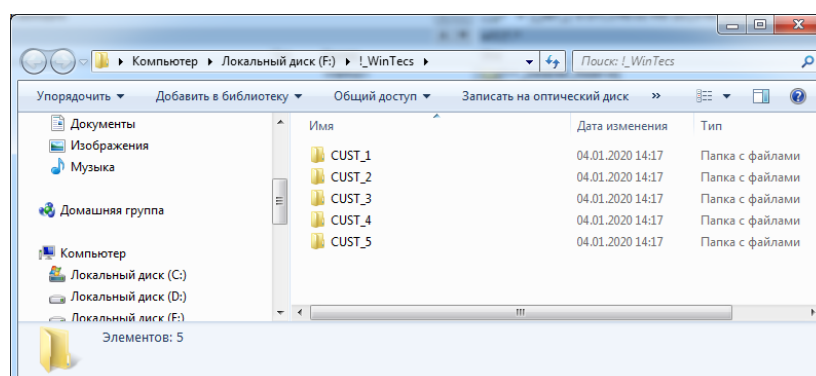 Компьютер ▸ Локальный диск (F:) ▸ !_WinTecs ▸
Поиск: !_WinTecs
Упорядочить ▼ Добавить в библиотеку ▼ Общий доступ ▼ Записать на оптический диск »
Документы
Изображения
Музыка
Домашняя группа
Компьютер
Локальный диск (C:)
Локальный диск (D:)
Локальный диск (E:)
Имя Дата изменения Тип
CUST_1 04.01.2020 14:17 Папка с файлами
CUST_2 04.01.2020 14:17 Папка с файлами
CUST_3 04.01.2020 14:17 Папка с файлами
CUST_4 04.01.2020 14:17 Папка с файлами
CUST_5 04.01.2020 14:17 Папка с файлами
Элементов: 5